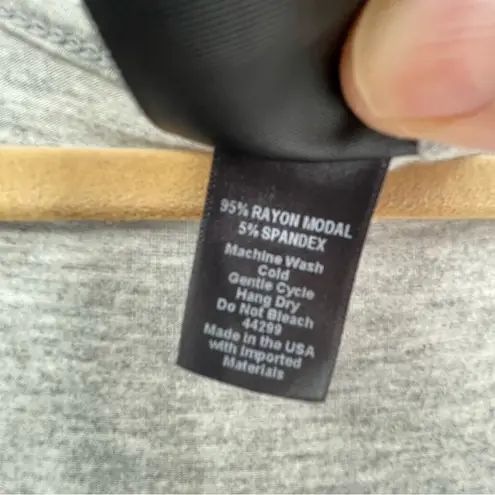 95% RAYON MODAL
5% SPANDEX
Machine Wash
Cold
Gentle Cycle
Hang Dry
Do Not Bleach
44299
Made in the USA
with Imported
Materials